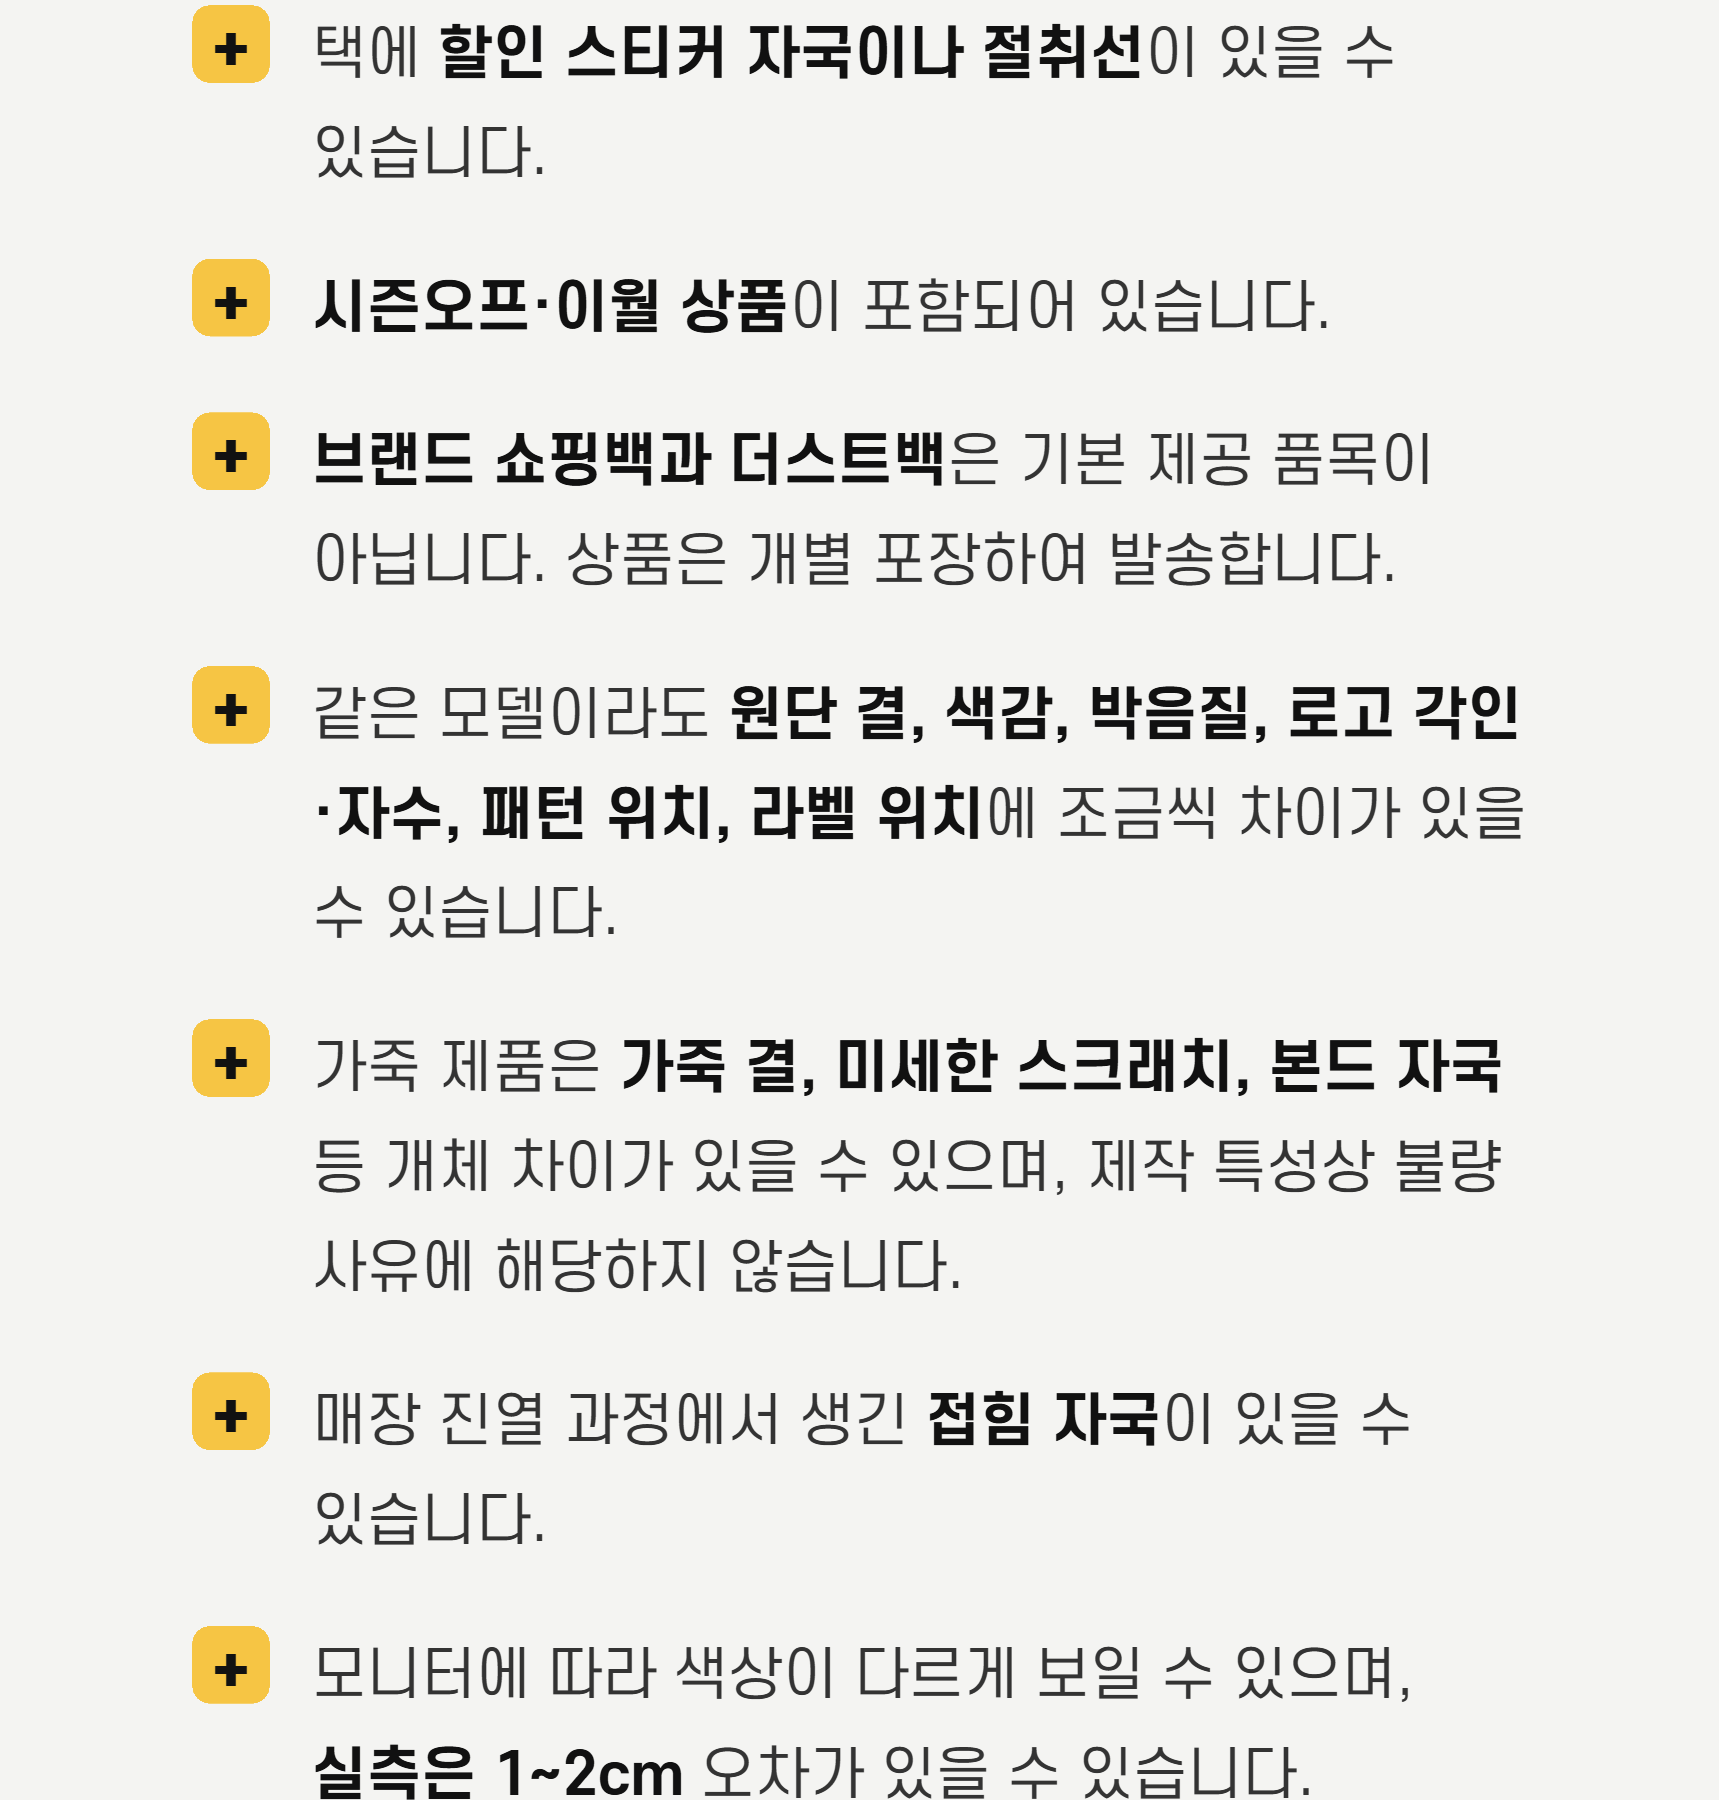 택에 할인 스티커 자국이나 절취선이 있을 수
있습니다.
시즌오프·이월 상품이 포함되어 있습니다.
브랜드 쇼핑백과 더스트백은 기본 제공 품목이
아닙니다. 상품은 개별 포장하여 발송합니다.
같은 모델이라도 원단 결, 색감, 박음질, 로고 각인
·자수, 패턴 위치, 라벨 위치에 조금씩 차이가 있을
수 있습니다.
가죽 제품은 가죽 결, 미세한 스크래치, 본드 자국
등 개체 차이가 있을 수 있으며, 제작 특성상 불량
사유에 해당하지 않습니다.
매장 진열 과정에서 생긴 접힘 자국이 있을 수
있습니다.
모니터에 따라 색상이 다르게 보일 수 있으며,
실측은 1~2cm 오차가 있을 수 있습니다.